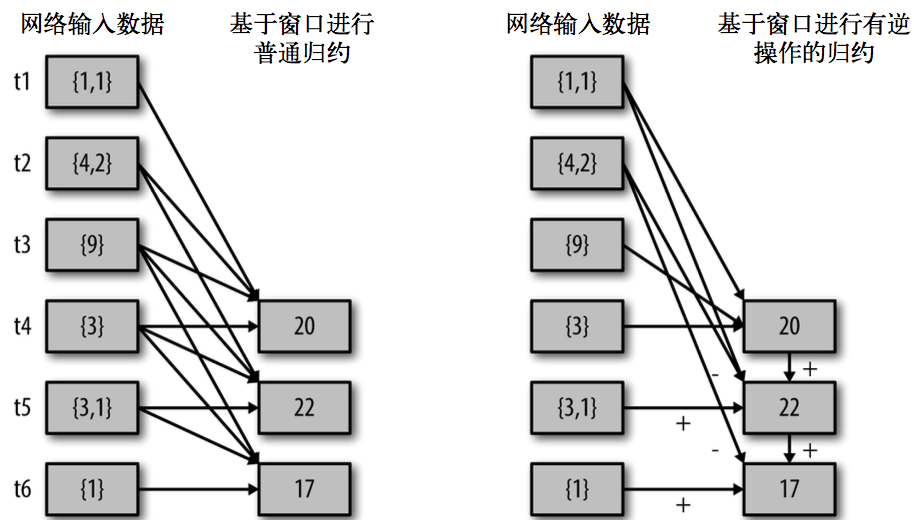 网络输入数据
基于窗口进行
普通归约
t1
{1,1}
t2
{4,2}
t3
{9}
t4
{3}
20
t5
{3,1}
22
t6
{1}
17
网络输入数据
基于窗口进行有逆
操作的归约
{1,1}
{4,2}
{9}
{3}
20
- +
{3,1}
22
+
- +
{1}
17
+